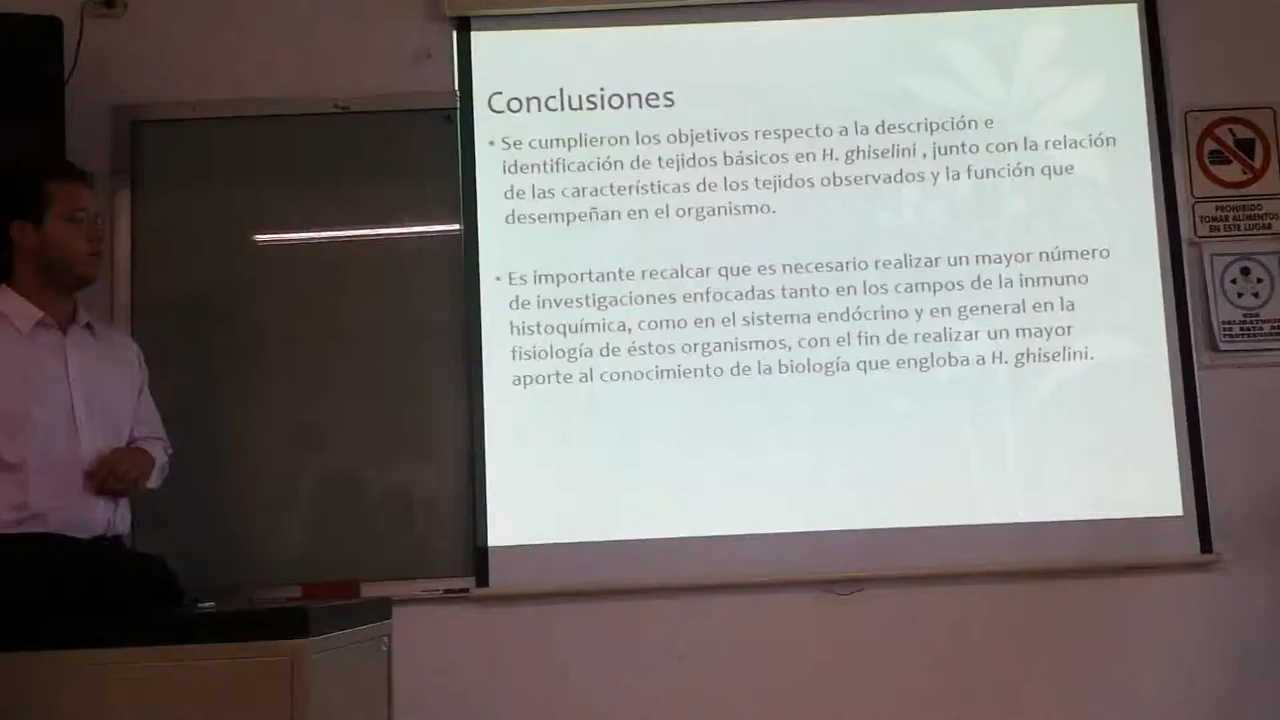 Conclusiones
• Se cumplieron los objetivos respecto a la descripción e
identificación de tejidos básicos en H. ghiselini , junto con la relación
de las características de los tejidos observados y la función que
desempeñan en el organismo.
• Es importante recalcar que es necesario realizar un mayor número
de investigaciones enfocadas tanto en los campos de la inmuno
histoquímica, como en el sistema endócrino y en general en la
fisiología de éstos organismos, con el fin de realizar un mayor
aporte al conocimiento de la biología que engloba a H. ghiselini.
PROHIBIDO
TOMAR ALIMENTOS
EN ESTE LUGAR
USO
DE BATA DE